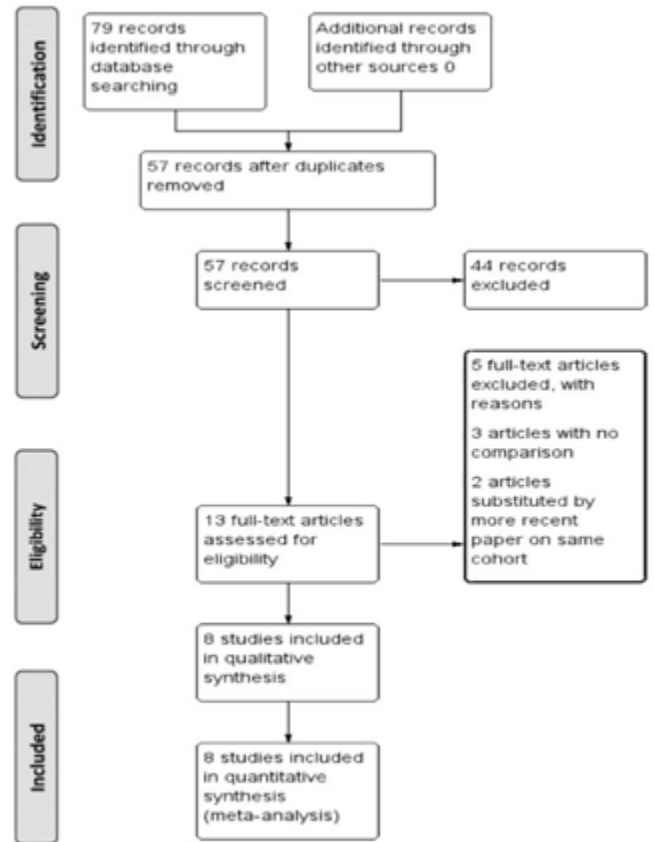 Identification
79 records
identified through
database
searching
Additional records
identified through
other sources 0
57 records after duplicates
removed
Screening
57 records
screened
44 records
excluded
5 full-text articles
excluded, with
reasons
3 articles with no
comparison
2 articles
substituted by
more recent
paper on same
cohort
Eligibility
13 full-text articles
assessed for
eligibility
8 studies included
in qualitative
synthesis
Included
8 studies included
in quantitative
synthesis
(meta-analysis)